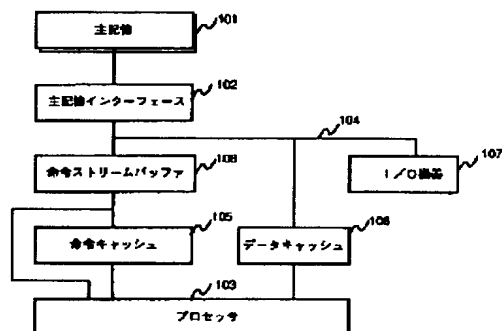 主記憶
101
102
主記憶インターフェース
104
108
命令ストリームバッファ
107
I/O機器
105
命令キャッシュ
106
データキャッシュ
103
プロセッサ